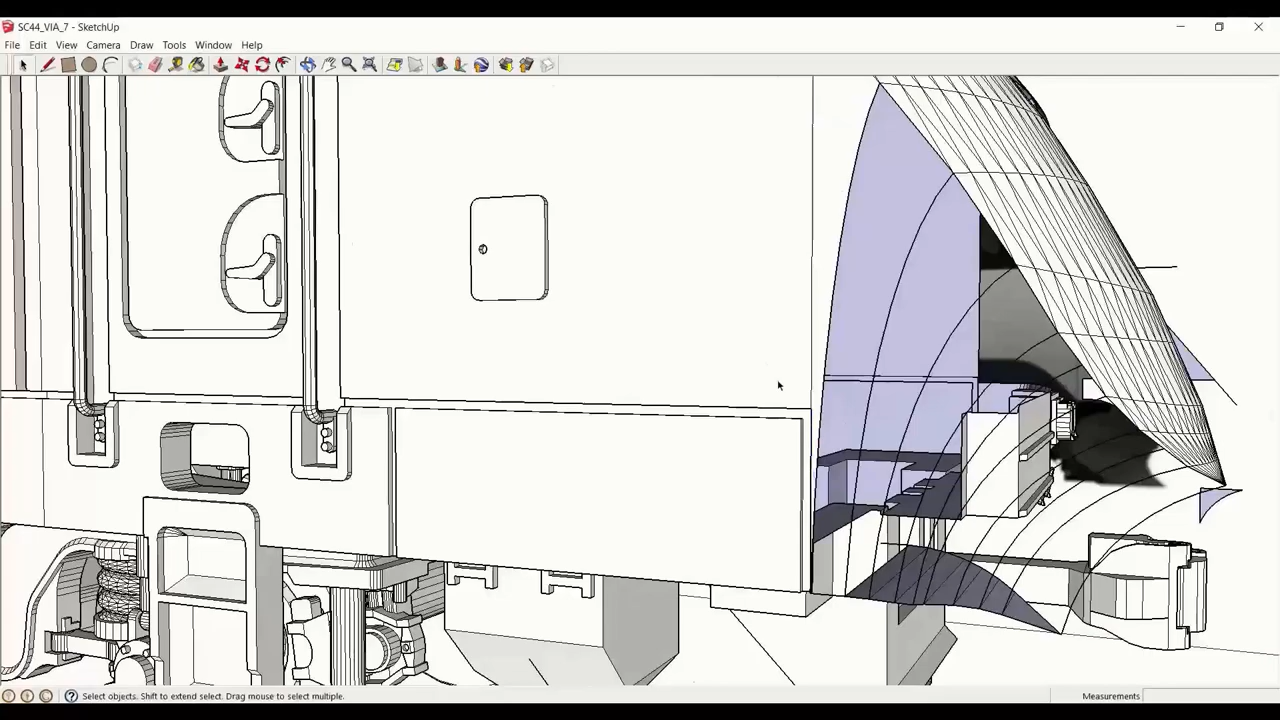 SC44_VIA_7 - SketchUp
File Edit View Camera Draw Tools Window Help
Select objects. Shift to extend select. Drag mouse to select multiple.
Measurements